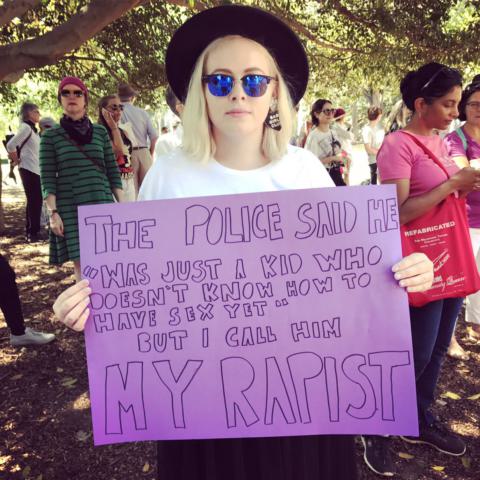 THE POLICE SAID HE
"WAS JUST A KID WHO
DOESN'T KNOW HOW TO
HAVE SEX YET"
BUT I CALL HIM
MY RAPIST
REFABRICATED